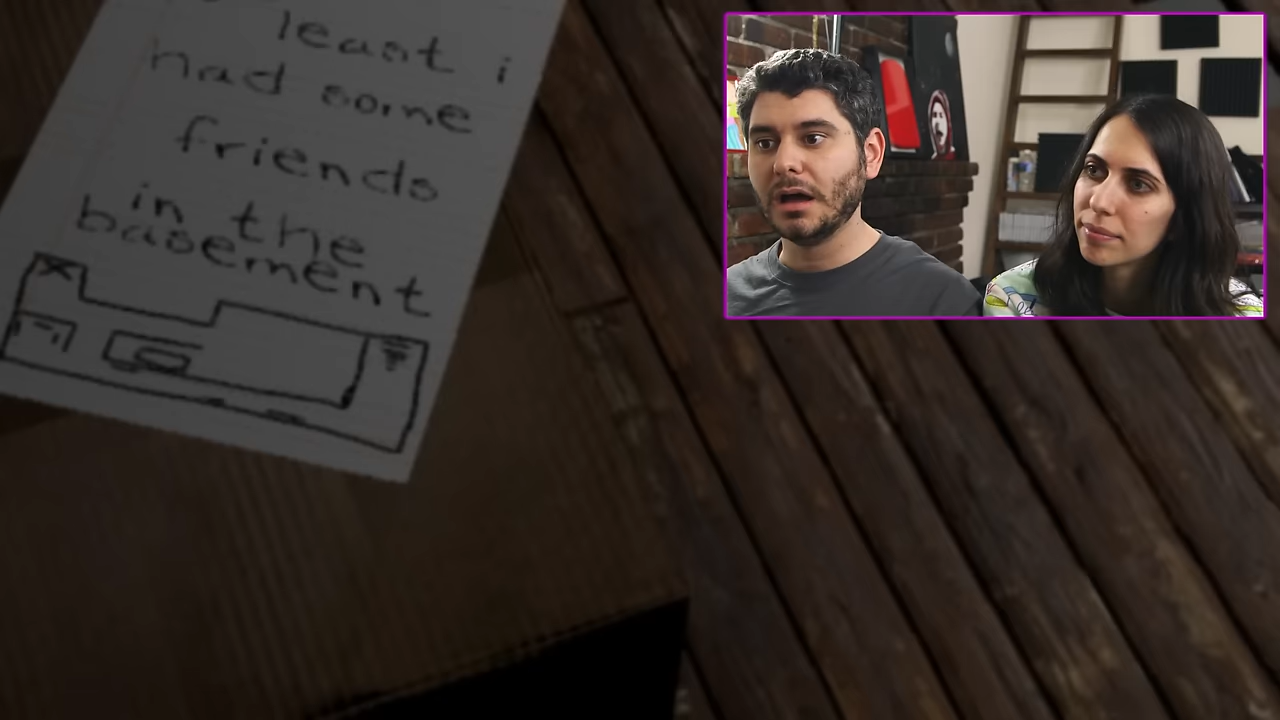 least i
had some
friends
in the
basement